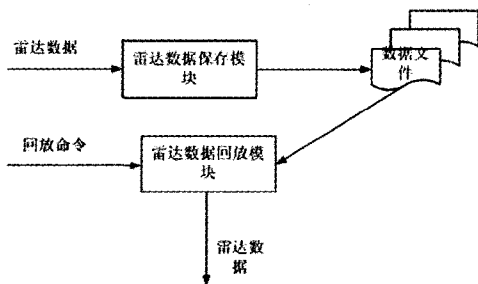 雷达数据
雷达数据保存模
块
数据文
件
回放命令
雷达数据回放模
块
雷达数
据